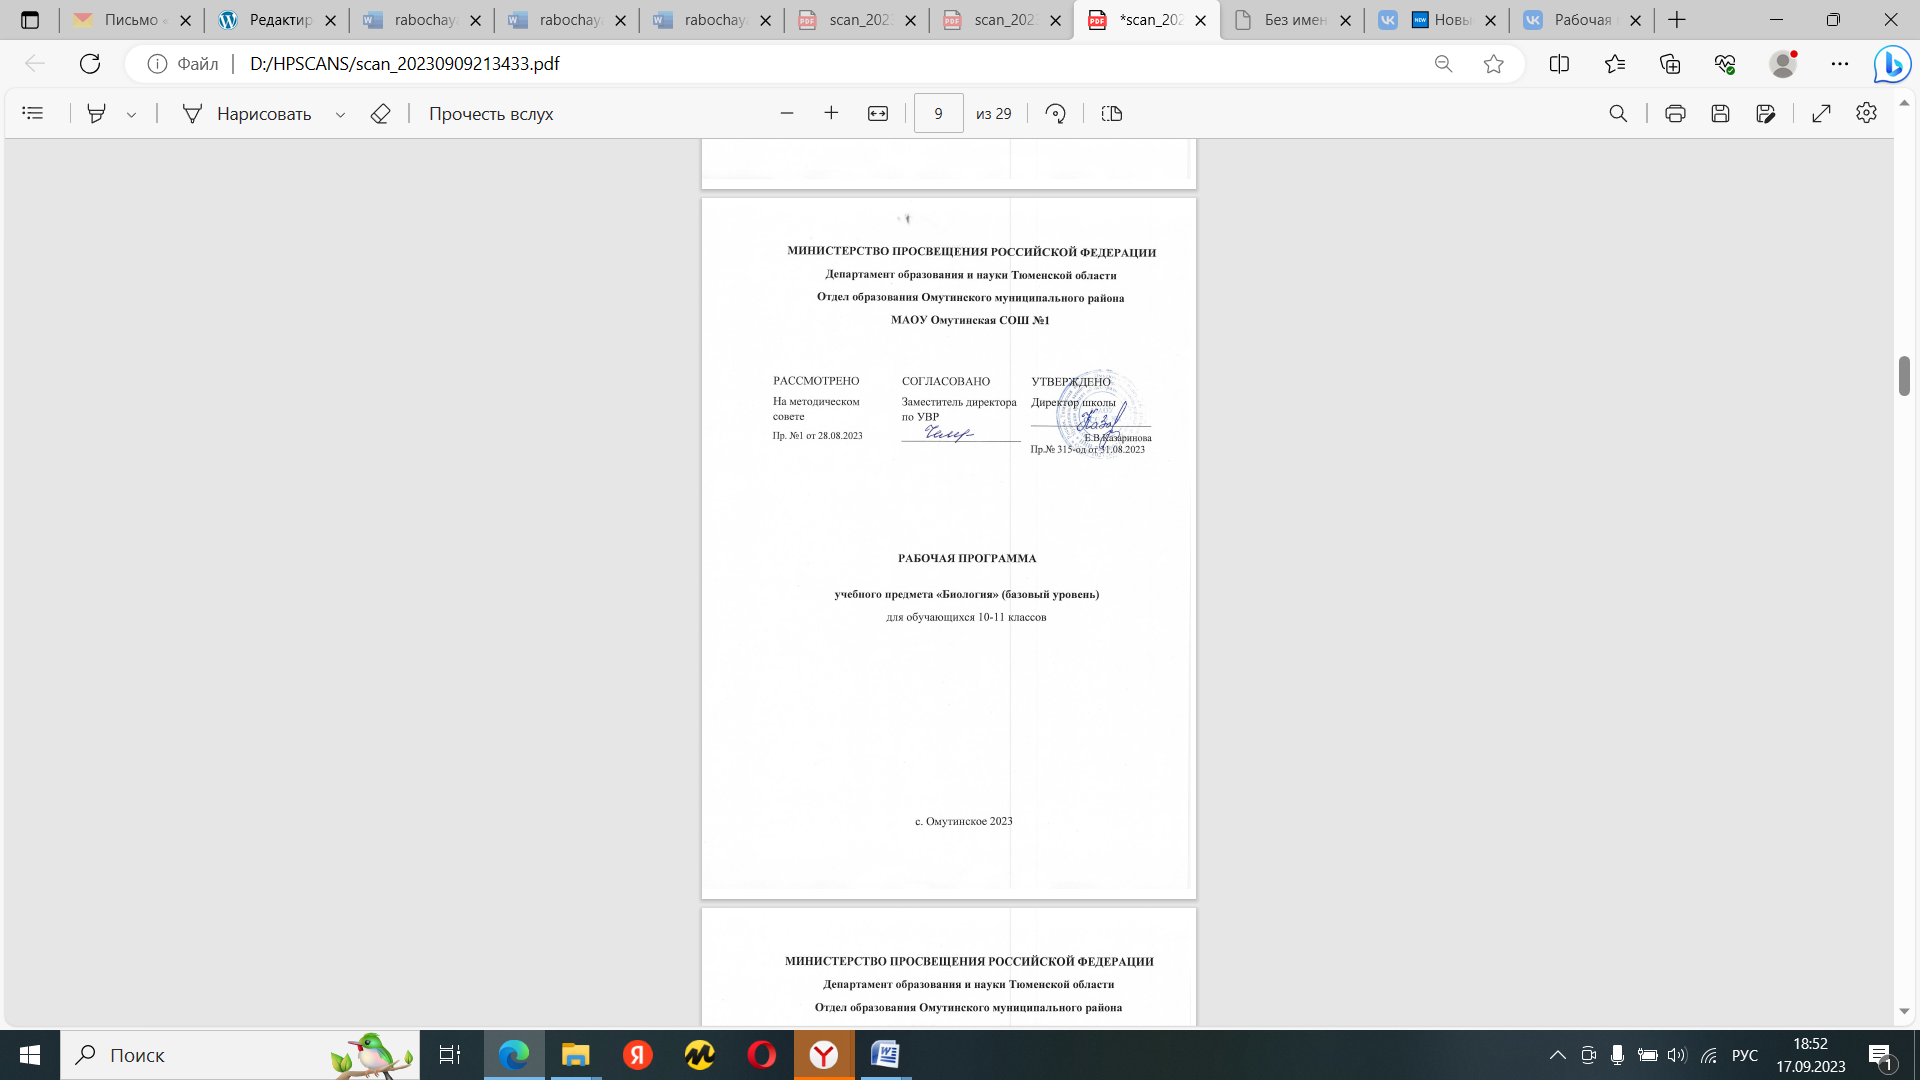 Письмо «
Редактир
rabochay
rabochay
rabochay
scan_202
scan_202
*scan_202
Без имен
Новы
Рабочая
Файл
D:/HPSCANS/scan_20230909213433.pdf
Нарисовать
Прочесть вслух
9
из 29
МИНИСТЕРСТВО ПРОСВЕЩЕНИЯ РОССИЙСКОЙ ФЕДЕРАЦИИ
Департамент образования и науки Тюменской области
Отдел образования Омутинского муниципального района
МАОУ Омутинская СОШ №1
РАССМОТРЕНО
На методическом
совете
Пр. №1 от 28.08.2023
СОГЛАСОВАНО
Заместитель директора
по УВР
УТВЕРЖДЕНО
Директор школы
Е.В.Казаринова
Пр.№ 315-од от 31.08.2023
РАБОЧАЯ ПРОГРАММА
учебного предмета «Биология» (базовый уровень)
для обучающихся 10-11 классов
с. Омутинское 2023
МИНИСТЕРСТВО ПРОСВЕЩЕНИЯ РОССИЙСКОЙ ФЕДЕРАЦИИ
Департамент образования и науки Тюменской области
Отдел образования Омутинского муниципального района
Поиск
РУС
18:52
17.09.2023
1